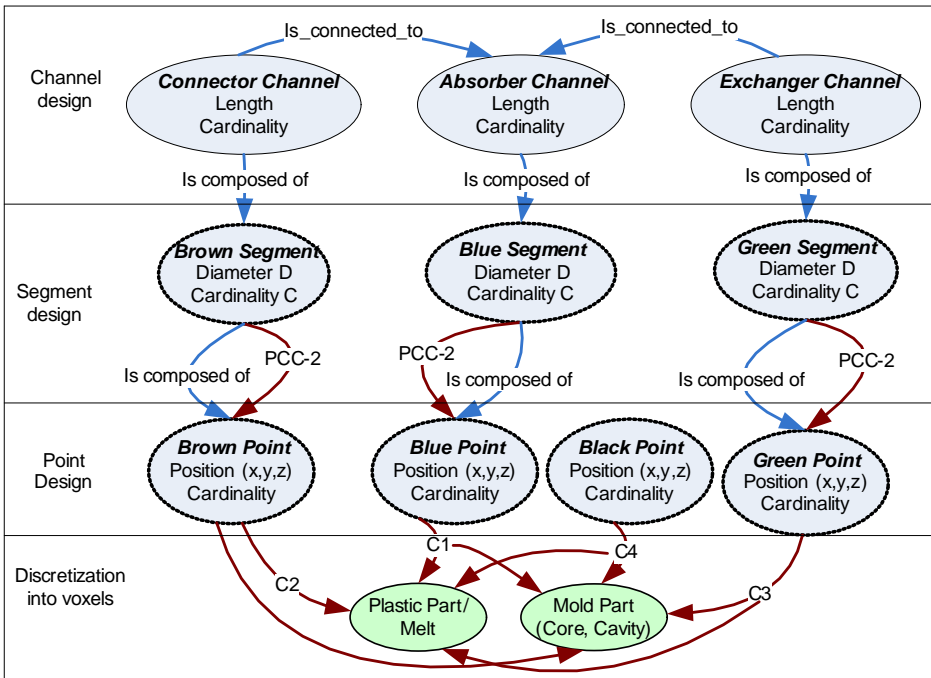 Is_connected_to
Is_connected_to
Channel
design
Connector Channel
Length
Cardinality
Absorber Channel
Length
Cardinality
Exchanger Channel
Length
Cardinality
Is composed of
Is composed of
Is composed of
Segment
design
Brown Segment
Diameter D
Cardinality C
Blue Segment
Diameter D
Cardinality C
Green Segment
Diameter D
Cardinality C
PCC-2
PCC-2
PCC-2
Is composed of
Is composed of
Is composed of
Point
Design
Brown Point
Position (x,y,z)
Cardinality
Blue Point
Position (x,y,z)
Cardinality
Black Point
Position (x,y,z)
Cardinality
Green Point
Position (x,y,z)
Cardinality
Discretization
into voxels
C2
C1
C4
C3
Plastic Part/
Melt
Mold Part
(Core, Cavity)